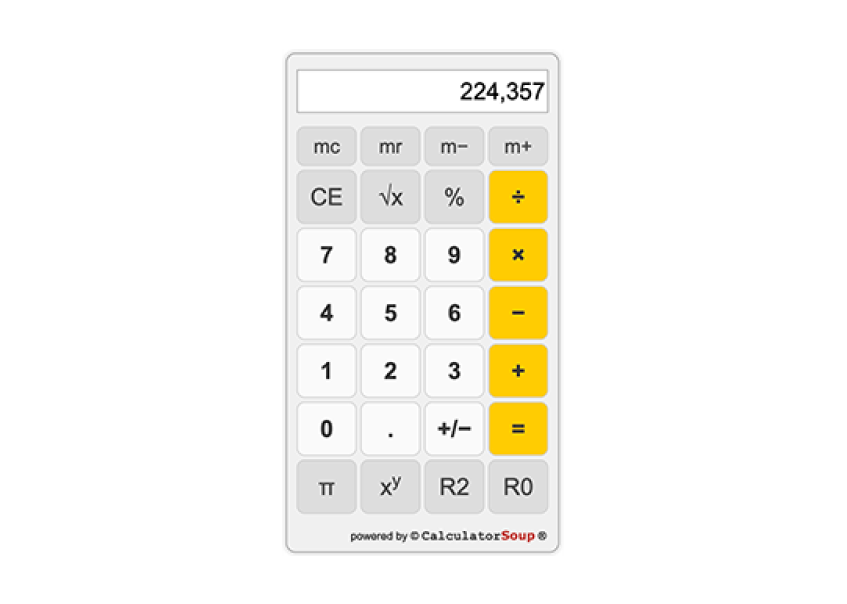 224,357
mc mr m− m+
CE √x % ÷
7 8 9 ×
4 5 6 −
1 2 3 +
0 . +/− =
π xʸ R2 R0
powered by © CalculatorSoup ®